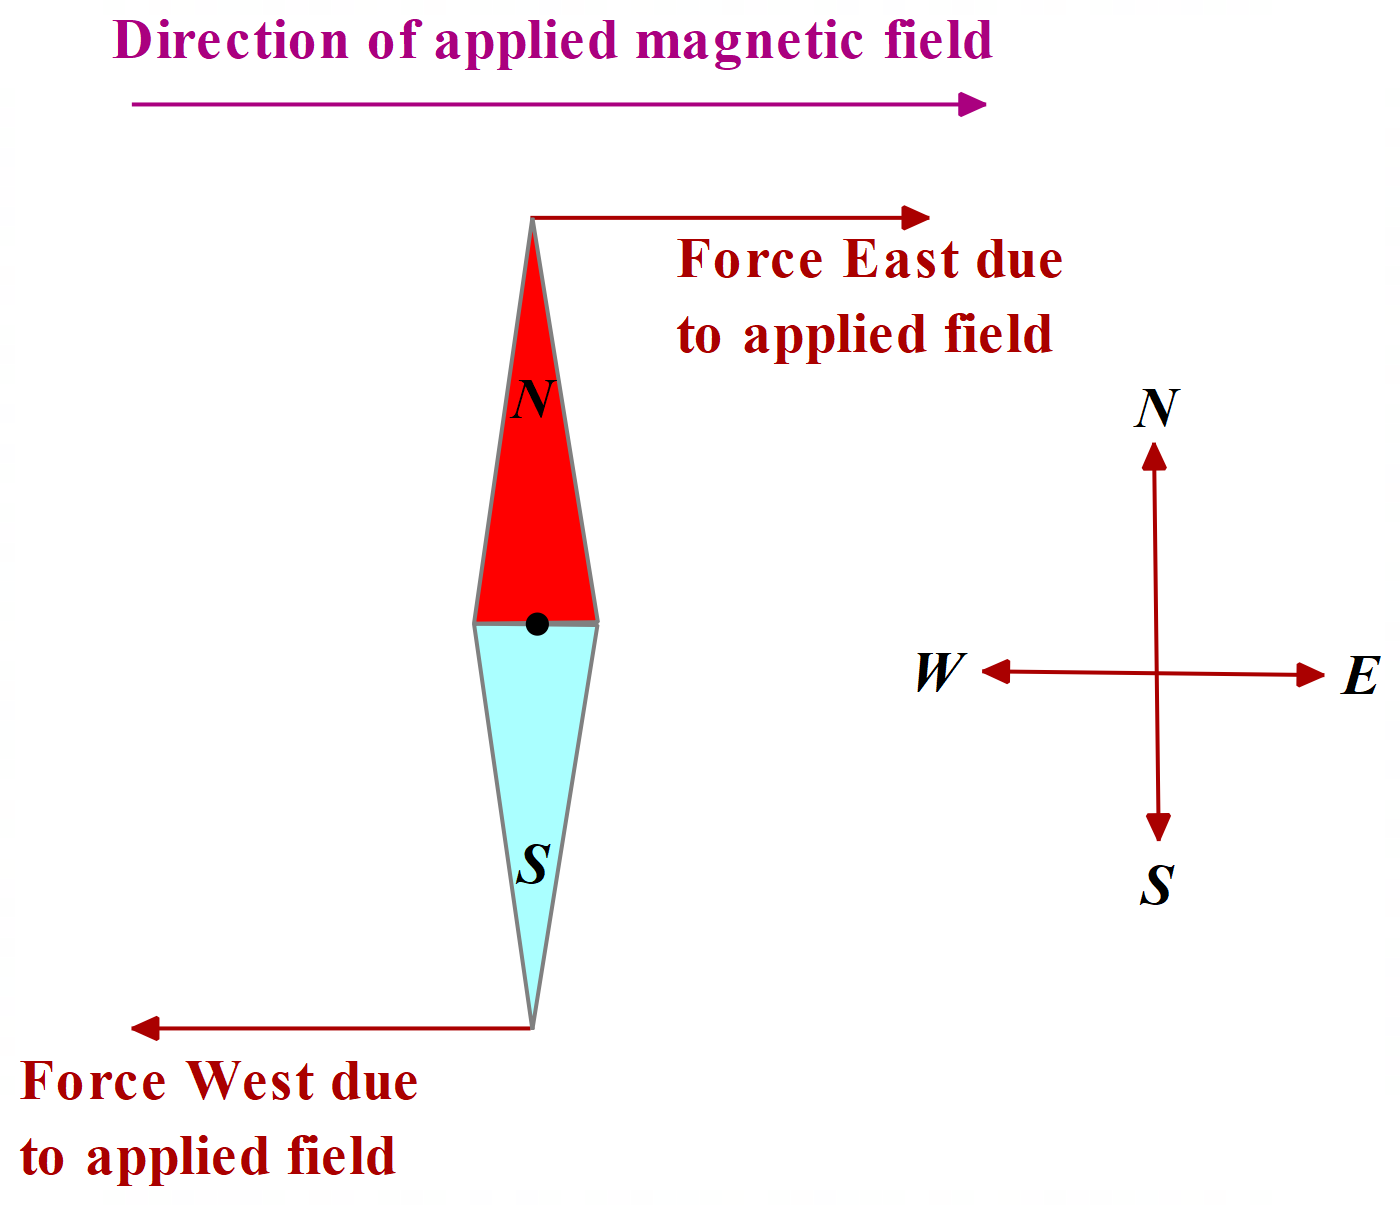 Direction of applied magnetic field
Force East due
to applied field
N
N
W
E
S
S
Force West due
to applied field